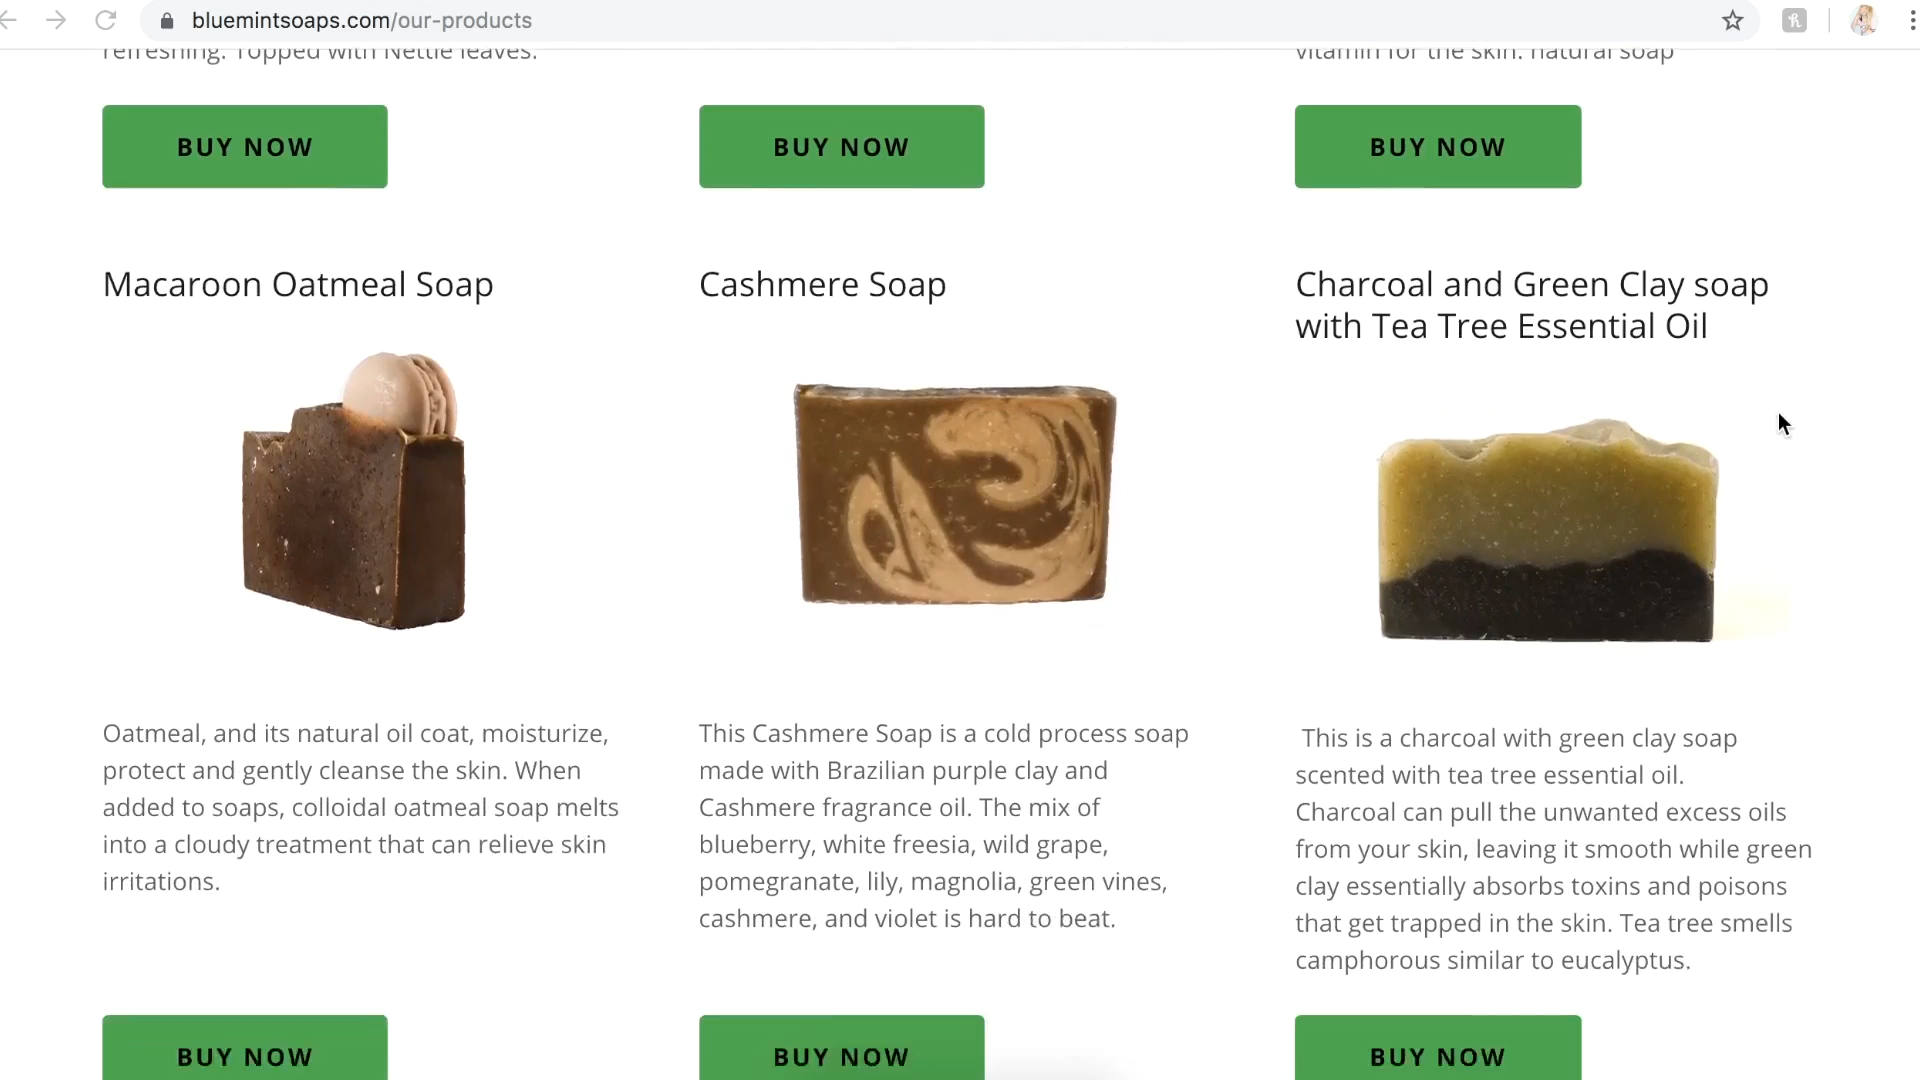 bluemintsoaps.com/our-products
refreshing. Topped with Nettle leaves.
vitamin for the skin. natural soap
BUY NOW
BUY NOW
BUY NOW
Macaroon Oatmeal Soap
Cashmere Soap
Charcoal and Green Clay soap
with Tea Tree Essential Oil
Oatmeal, and its natural oil coat, moisturize,
protect and gently cleanse the skin. When
added to soaps, colloidal oatmeal soap melts
into a cloudy treatment that can relieve skin
irritations.
This Cashmere Soap is a cold process soap
made with Brazilian purple clay and
Cashmere fragrance oil. The mix of
blueberry, white freesia, wild grape,
pomegranate, lily, magnolia, green vines,
cashmere, and violet is hard to beat.
This is a charcoal with green clay soap
scented with tea tree essential oil.
Charcoal can pull the unwanted excess oils
from your skin, leaving it smooth while green
clay essentially absorbs toxins and poisons
that get trapped in the skin. Tea tree smells
camphorous similar to eucalyptus.
BUY NOW
BUY NOW
BUY NOW